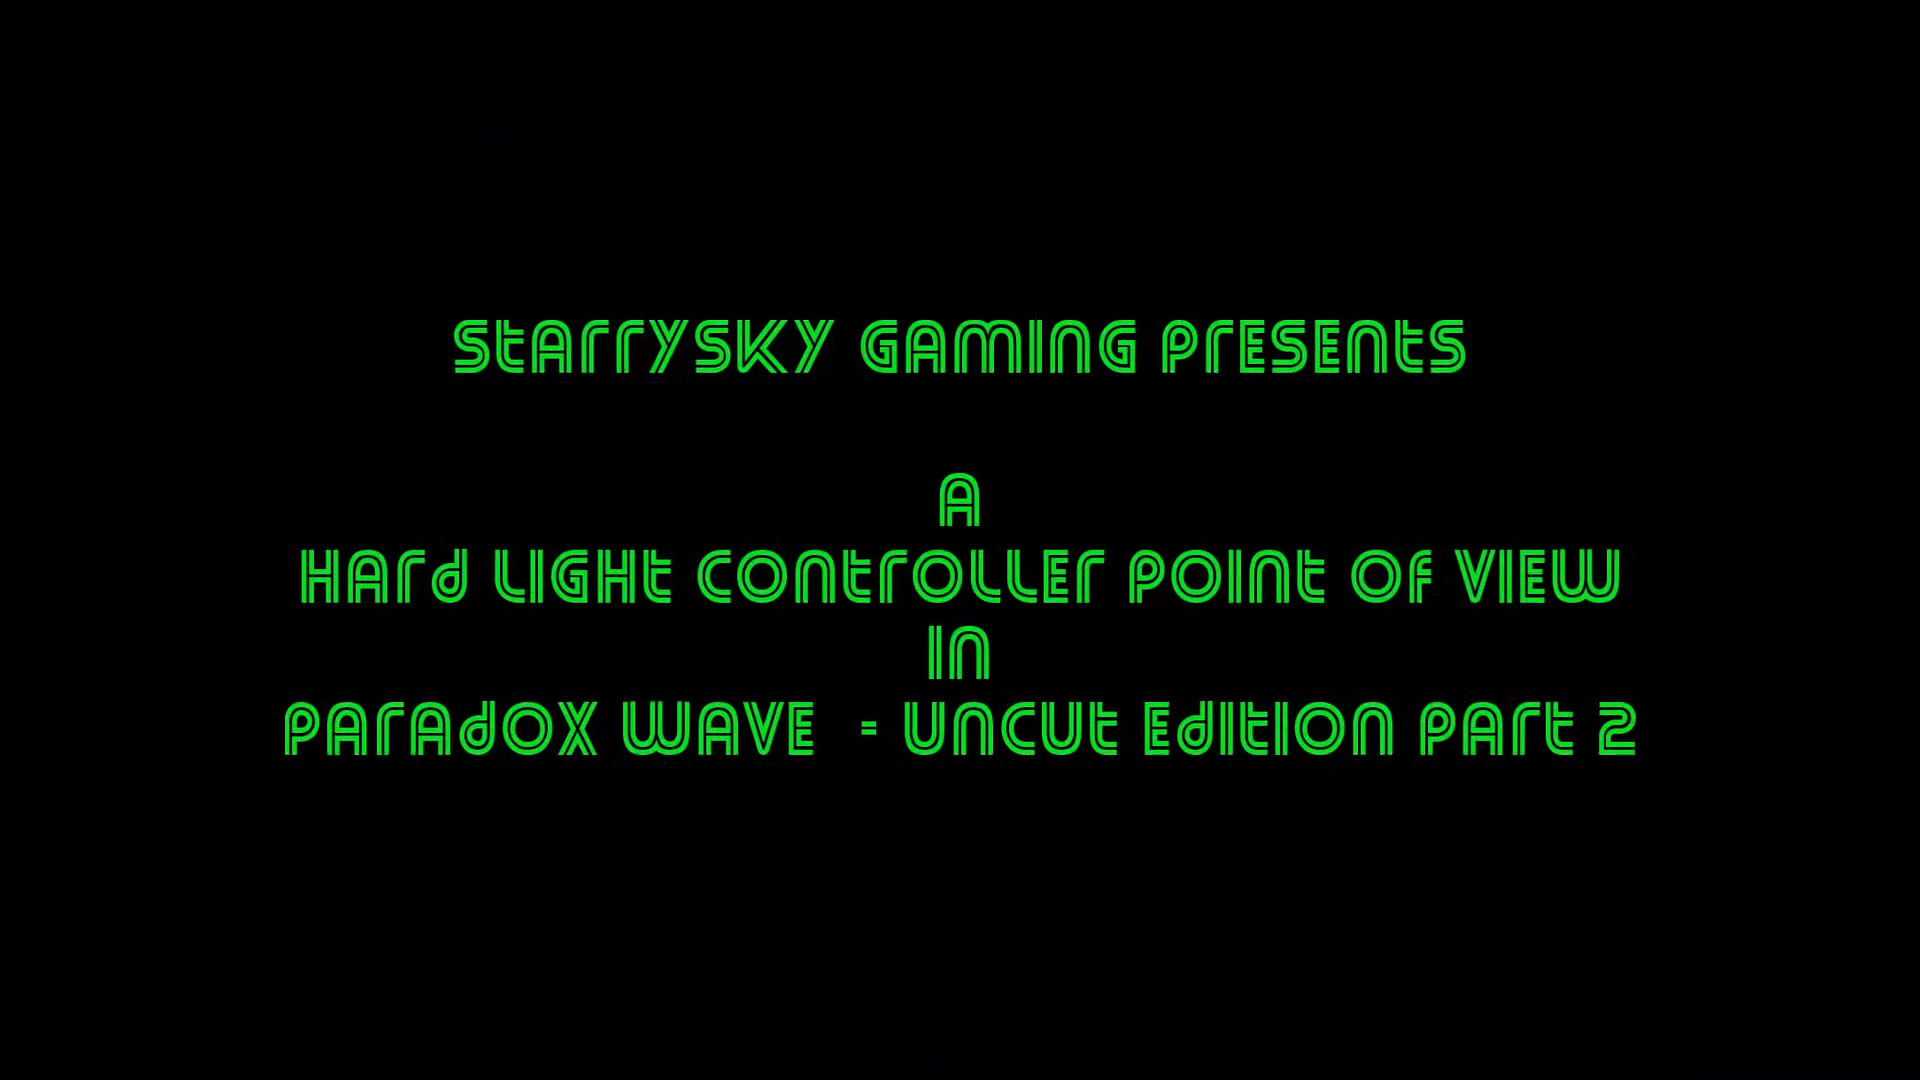 StarrySky Gaming Presents
A
Hard Light Controller Point of View
in
Paradox Wave - Uncut Edition Part 2